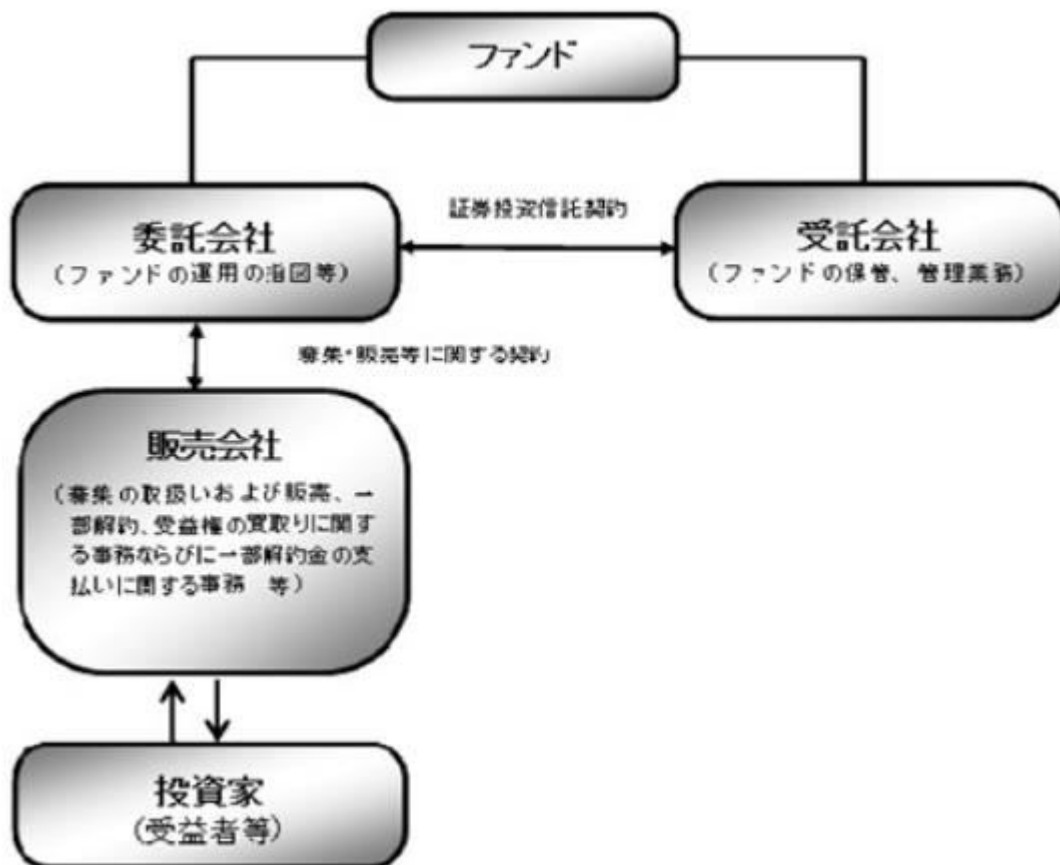 ファンド
証券投資信託契約
委託会社
(ファンドの運用の指図等)
受託会社
(ファンドの保管、管理業務)
募集・販売等に関する契約
販売会社
(募集の取扱いおよび販売、一
部解約、受益権の買取りに関す
る事務ならびに一部解約金の支
払いに関する事務 等)
投資家
(受益者等)